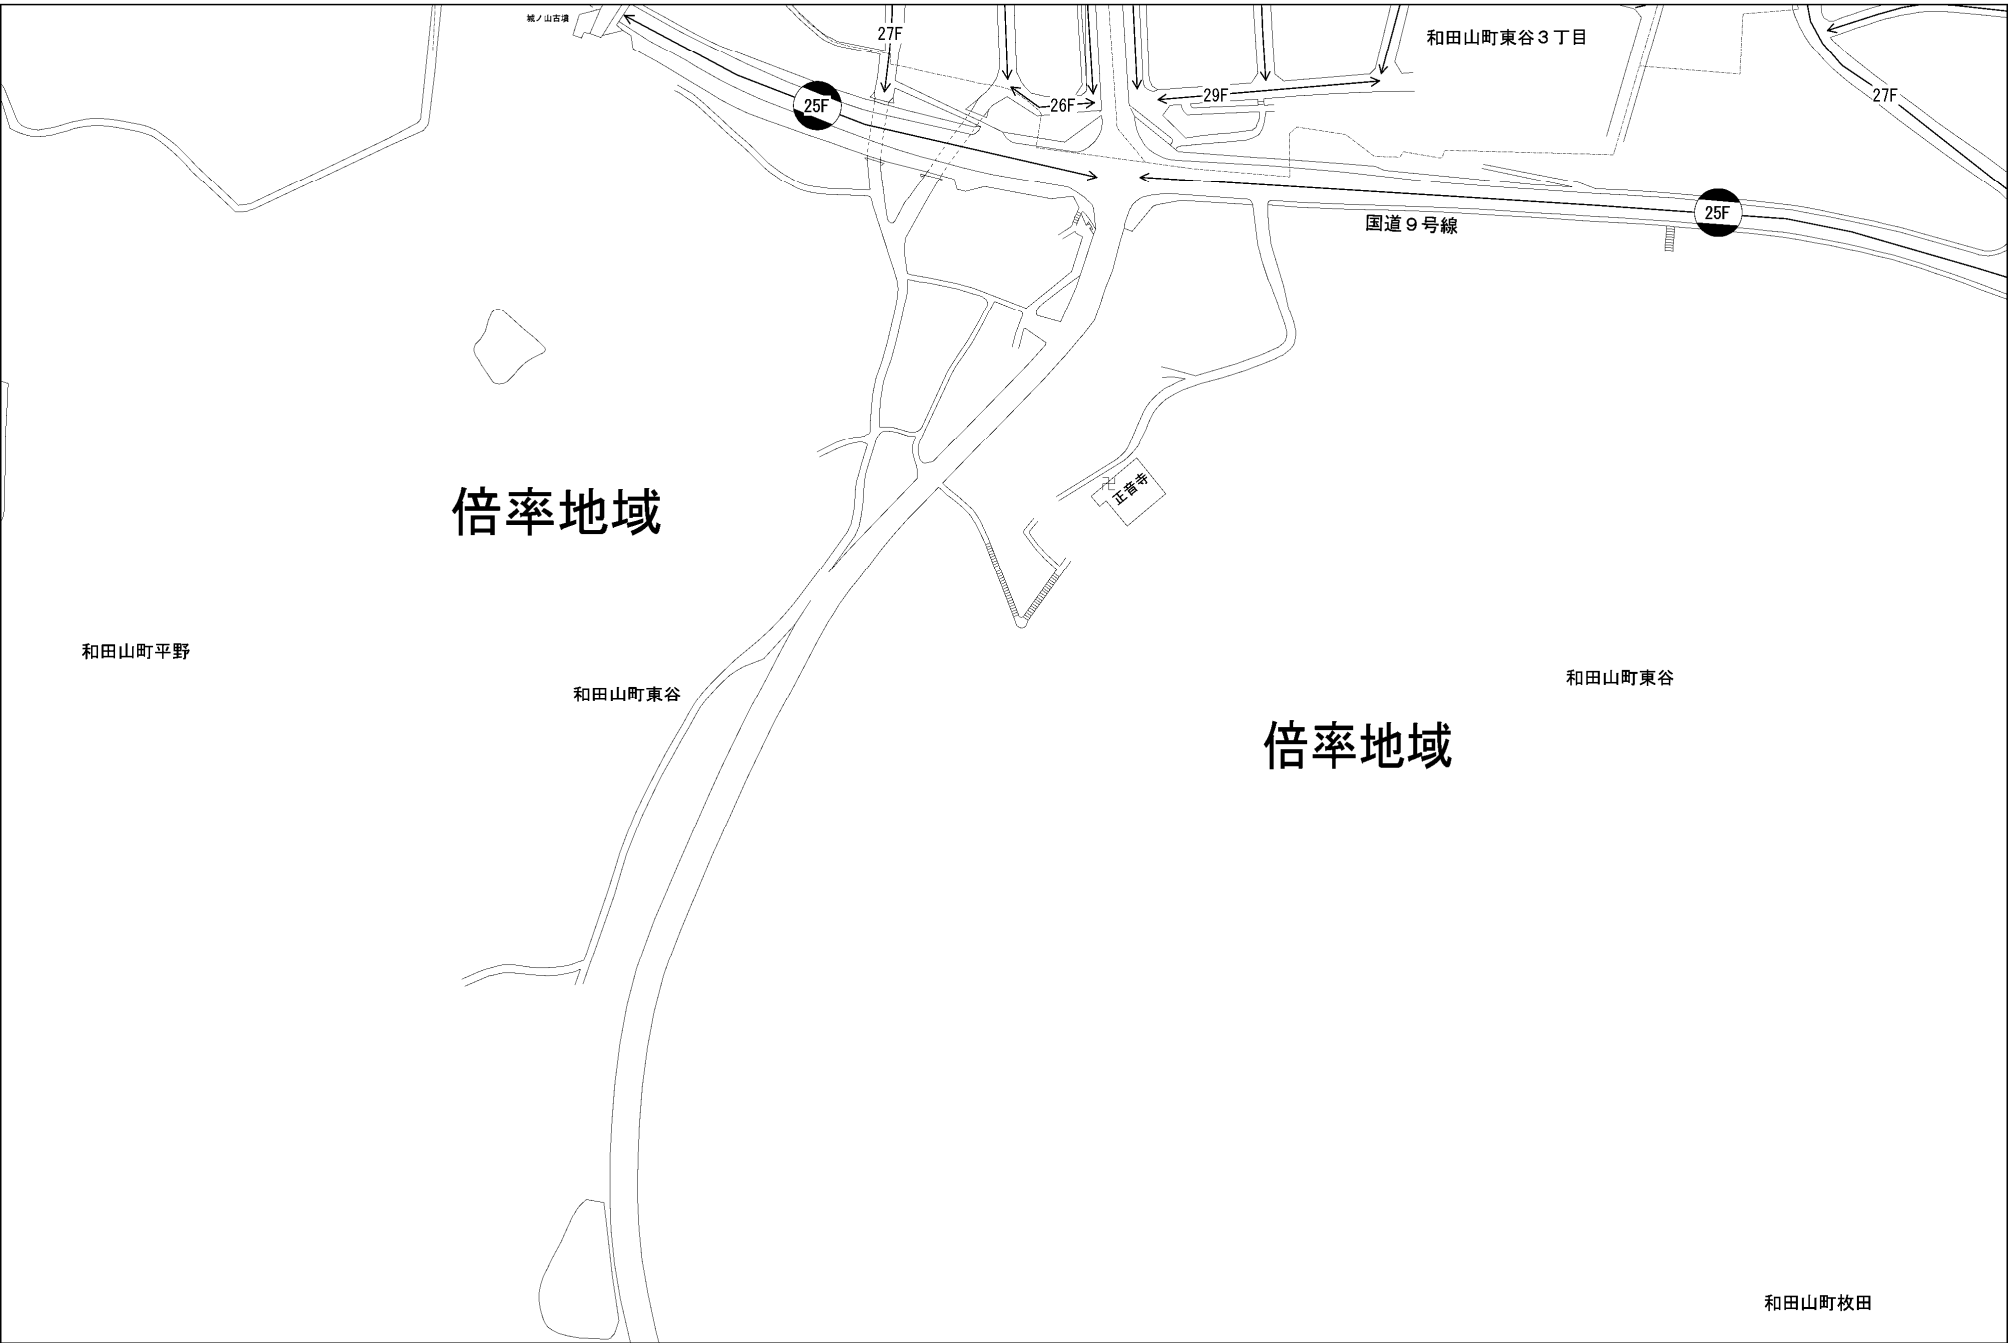 城ノ山古墳
27F
和田山町東谷３丁目
25F
26F
29F
27F
25F
国道９号線
正音寺
倍率地域
和田山町平野
和田山町東谷
和田山町東谷
倍率地域
和田山町枚田